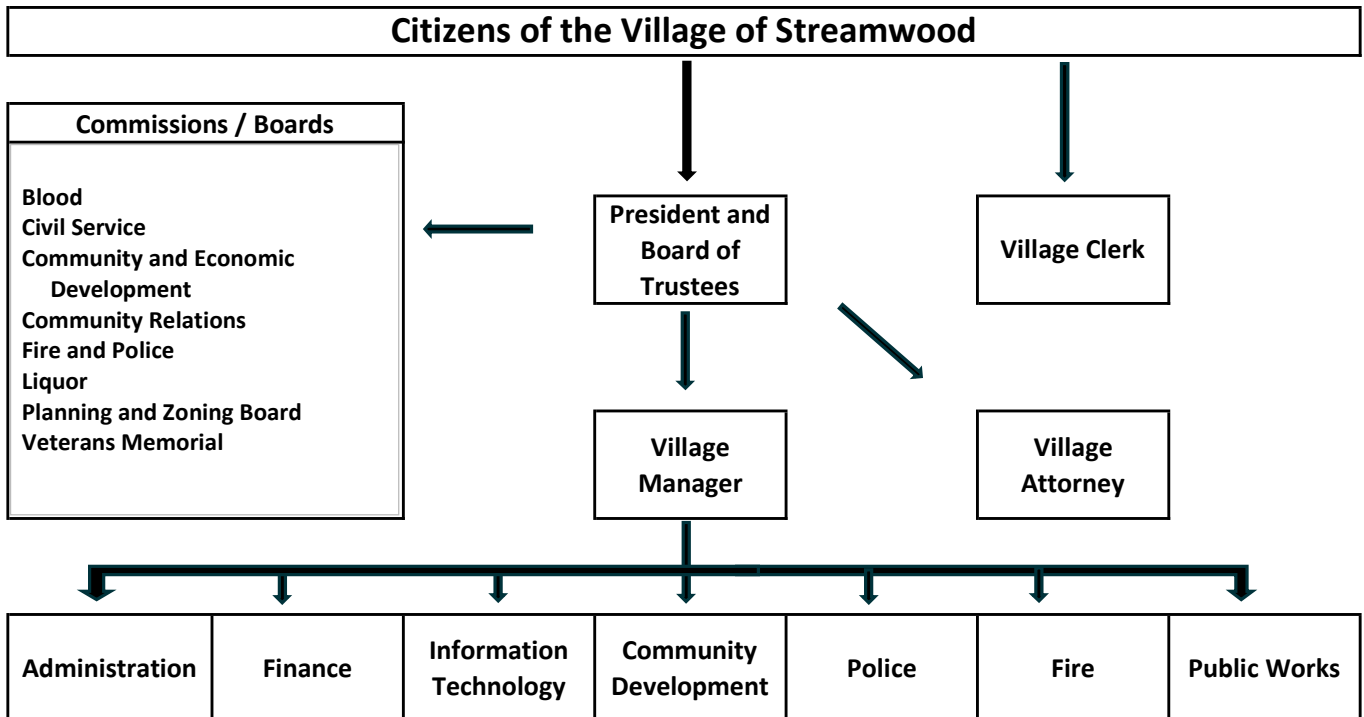 Citizens of the Village of Streamwood
Commissions / Boards
Blood
Civil Service
Community and Economic
Development
Community Relations
Fire and Police
Liquor
Planning and Zoning Board
Veterans Memorial
President and
Board of
Trustees
Village Clerk
Village
Manager
Village
Attorney
Administration
Finance
Information
Technology
Community
Development
Police
Fire
Public Works